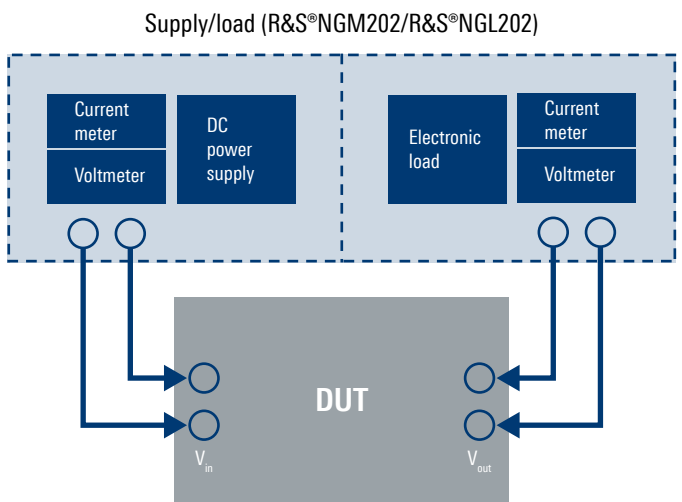 Supply/load (R&S®NGM202/R&S®NGL202)
Current
meter
Voltmeter
DC
power
supply
Electronic
load
Current
meter
Voltmeter
DUT
Vin
Vout